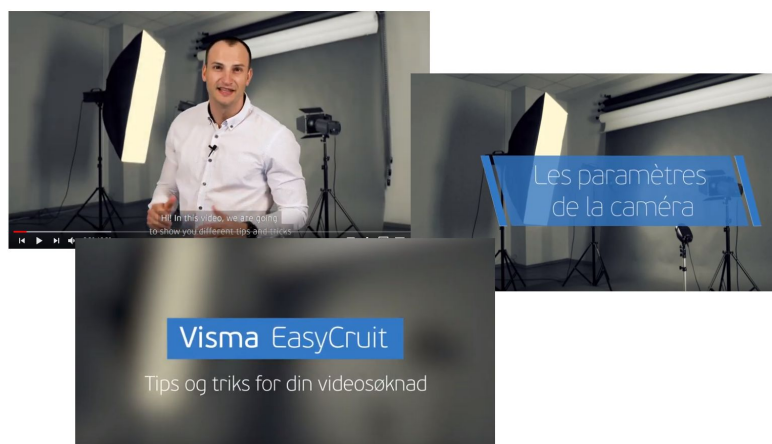 Hi! In this video, we are going
to show you different tips and tricks
Les paramètres
de la caméra
Visma EasyCruit
Tips og triks for din videosøknad